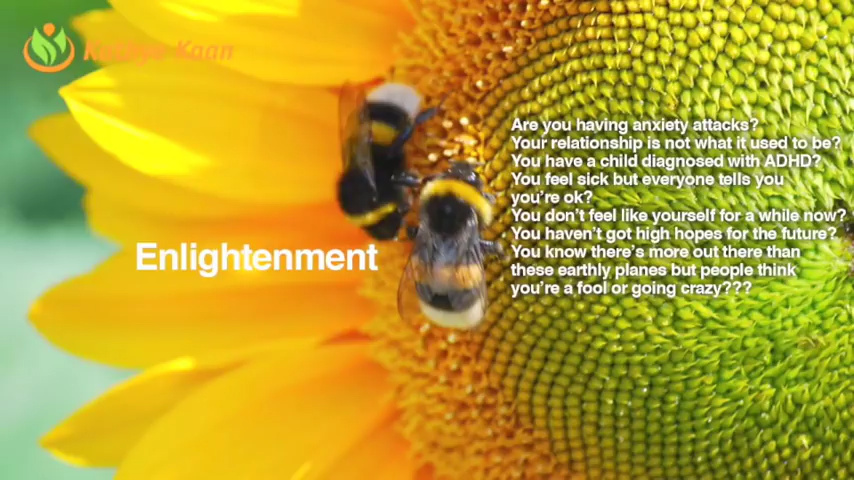 Kaan
Enlightenment
Are you having anxiety attacks?
Your relationship is not what it used to be?
You have a child diagnosed with ADHD?
You feel sick but everyone tells you
you're ok?
You don't feel like yourself for a while now?
You haven't got high hopes for the future?
You know there's more out there than
these earthly planes but people think
you're a fool or going crazy???